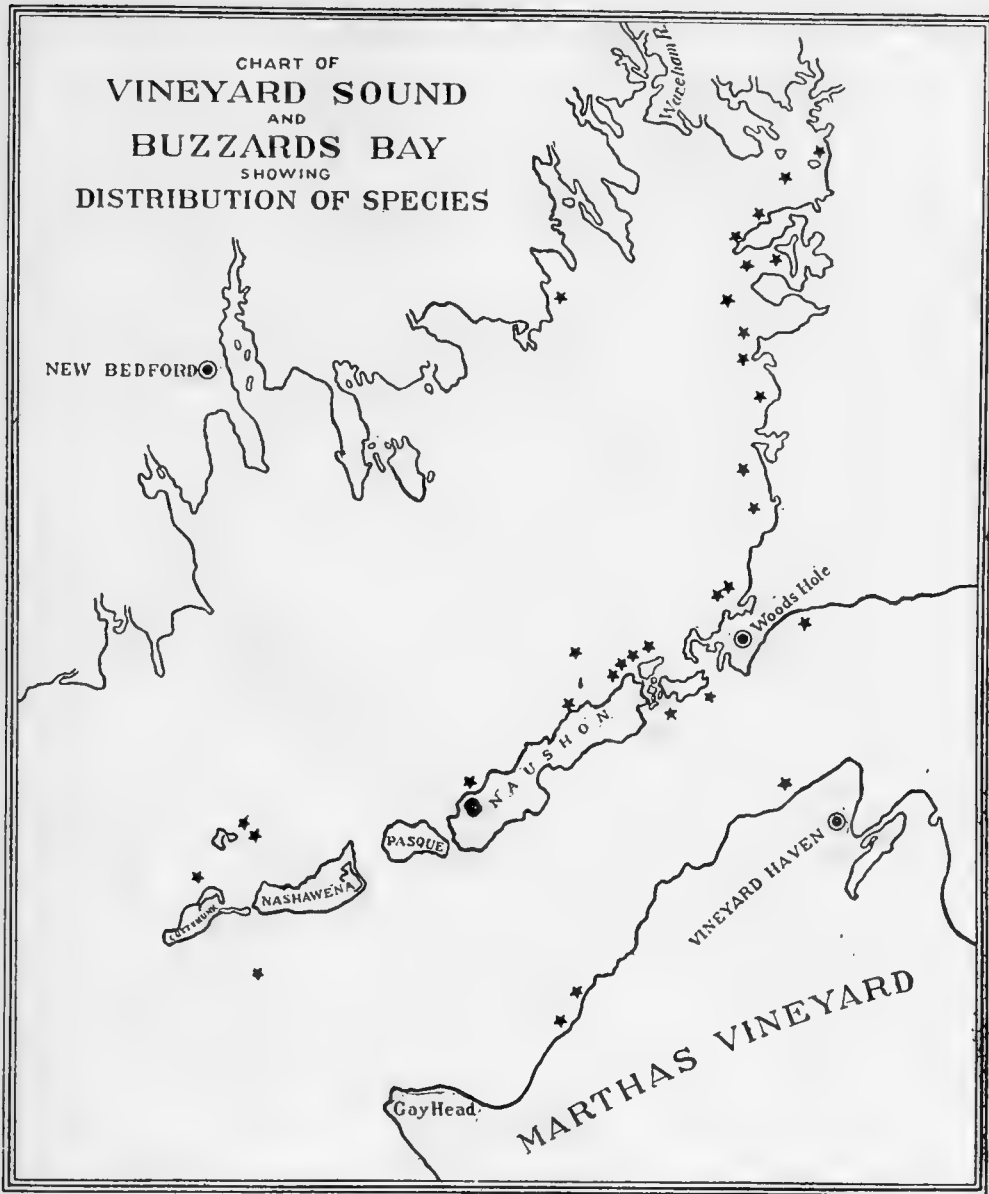 CHART OF
VINEYARD SOUND
AND
BUZZARDS BAY
SHOWING
DISTRIBUTION OF SPECIES
Wareham R.
NEW BEDFORD
Woods Hole
NAUSHON
PASQUE
NASHAWENA
CUTTYHUNK
VINEYARD HAVEN
MARTHAS VINEYARD
Gay Head